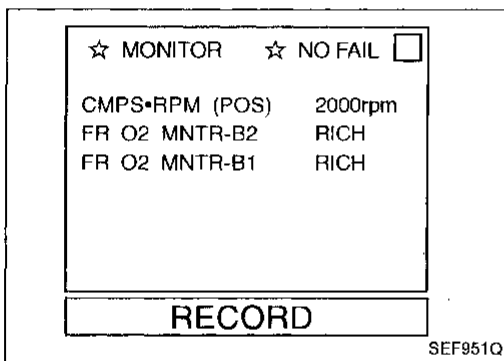 ☆ MONITOR ☆ NO FAIL
CMPS•RPM (POS) 2000rpm
FR O2 MNTR-B2 RICH
FR O2 MNTR-B1 RICH
RECORD
SEF951Q